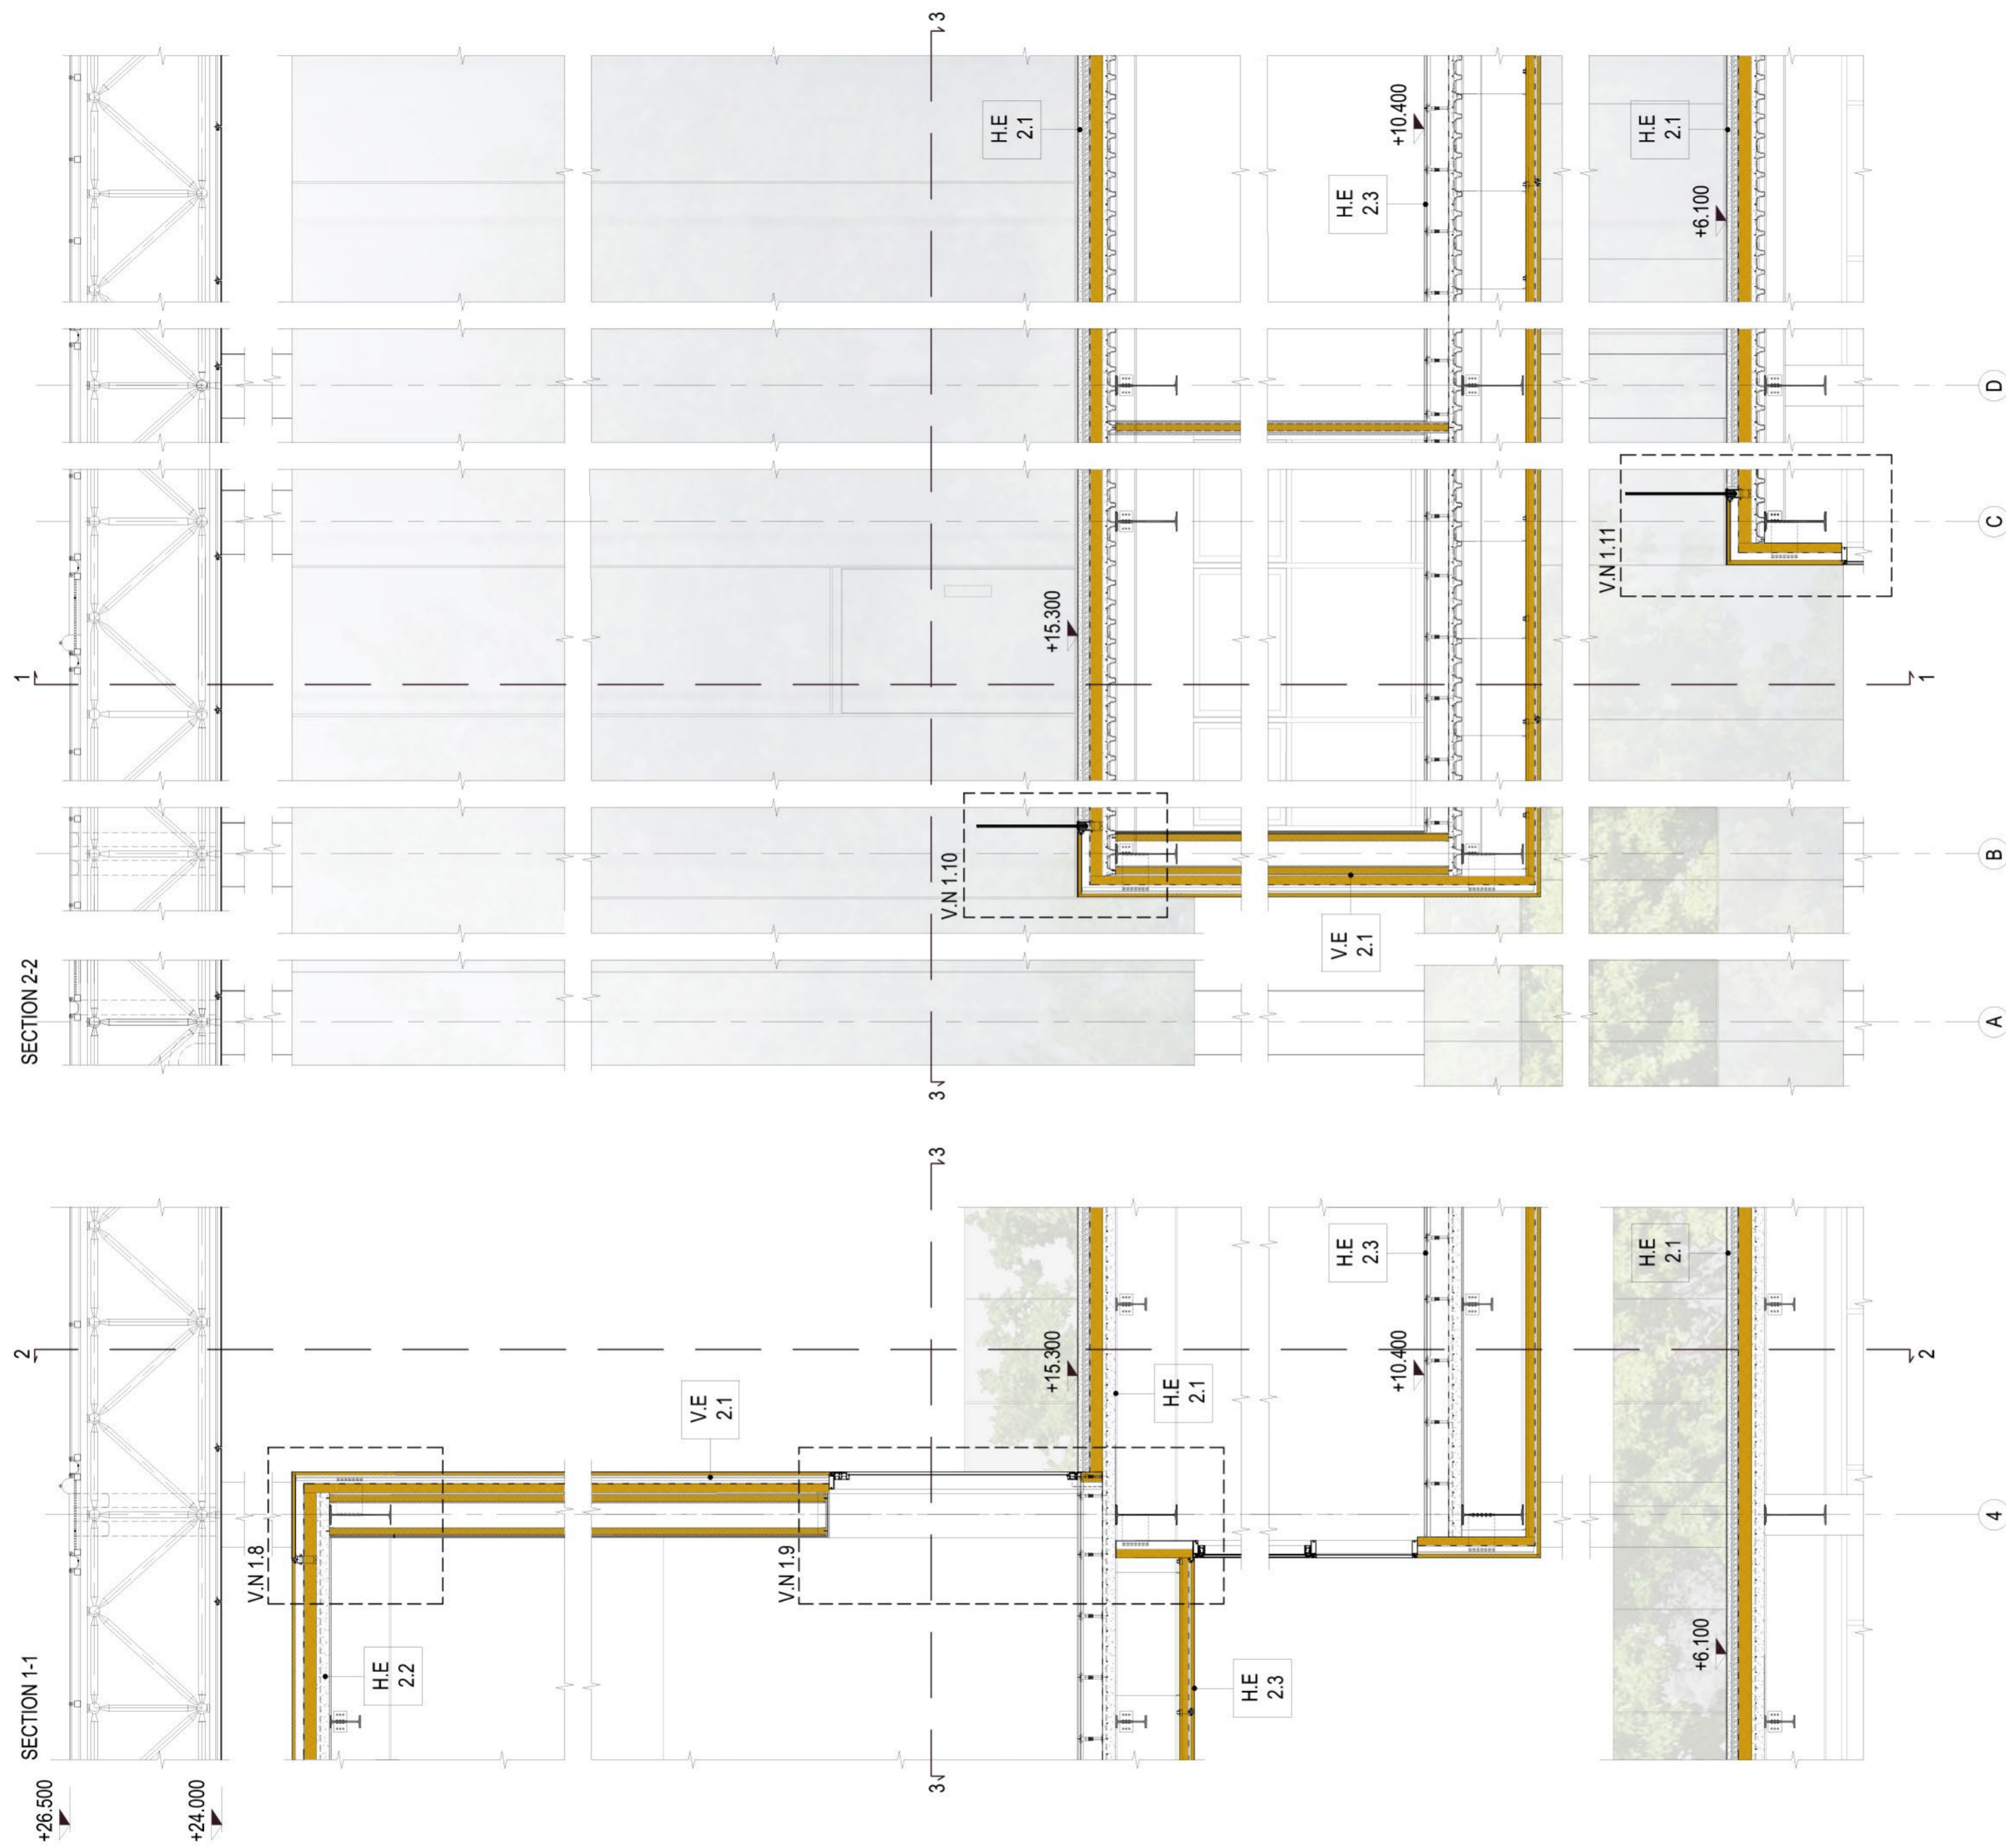 SECTION 1-1
SECTION 2-2
+26.500
+24.000
2
1
V.N 1.8
H.E
2.2
V.E
2.1
V.N 1.9
3
3
3
3
+15.300
H.E
2.1
H.E
2.3
H.E
2.3
+10.400
H.E
2.1
+6.100
2
4
V.N 1.10
+15.300
H.E
2.1
V.E
2.1
H.E
2.3
+10.400
V.N 1.11
H.E
2.1
+6.100
1
A
B
C
D